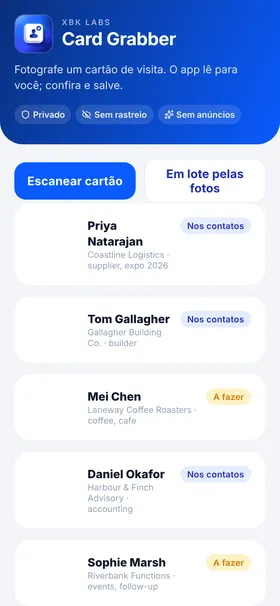 XBK LABS
Card Grabber
Fotografe um cartão de visita. O app lê para
você; confira e salve.
Privado
Sem rastreio
Sem anúncios
Escanear cartão
Em lote pelas
fotos
Priya
Natarajan
Nos contatos
Coastline Logistics ·
supplier, expo 2026
Tom Gallagher
Nos contatos
Gallagher Building
Co. · builder
Mei Chen
A fazer
Laneway Coffee Roasters ·
coffee, cafe
Daniel Okafor
Nos contatos
Harbour & Finch
Advisory ·
accounting
Sophie Marsh
A fazer
Riverbank Functions ·
events, follow-up